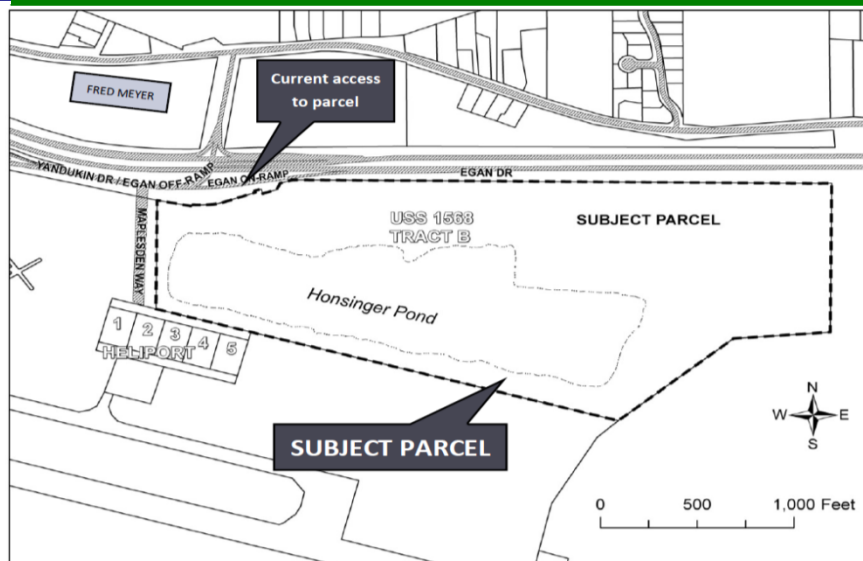 FRED MEYER
Current access
to parcel
YANDUKIN DR / EGAN OFF-RAMP
EGAN ON-RAMP
EGAN DR
MAPLESDEN WAY
USS 1568
TRACT B
SUBJECT PARCEL
Honsinger Pond
1 2 3 4 5
HELIPORT
SUBJECT PARCEL
N
W E
S
0 500 1,000 Feet